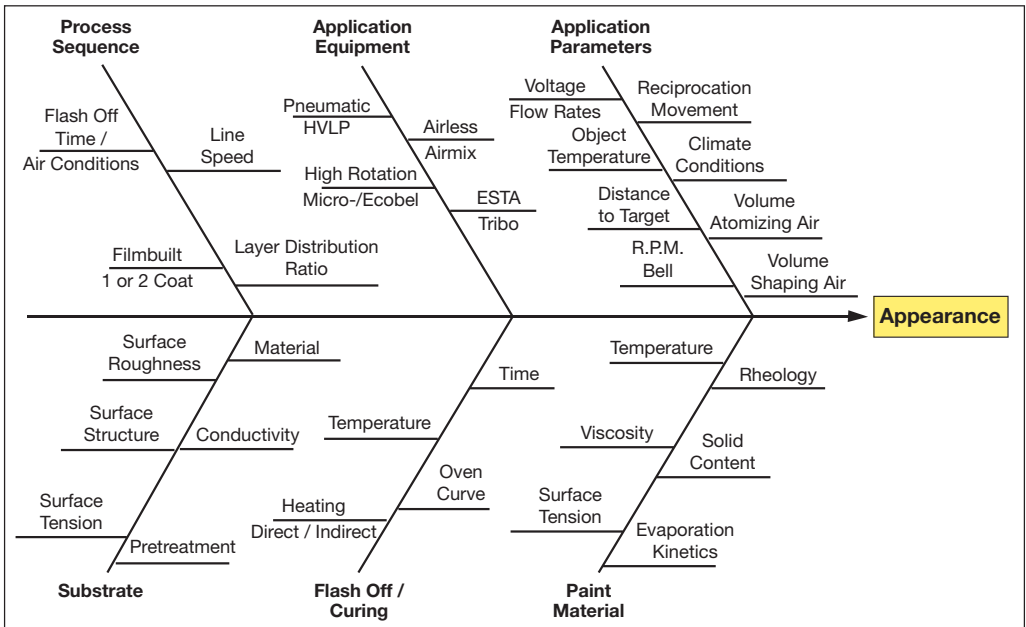 Process
Sequence
Application
Equipment
Application
Parameters
Flash Off
Time /
Air Conditions
Line
Speed
Filmbuilt
1 or 2 Coat
Layer Distribution
Ratio
Pneumatic
HVLP
Airless
Airmix
High Rotation
Micro-/Ecobel
ESTA
Tribo
Voltage
Flow Rates
Reciprocation
Movement
Object
Temperature
Climate
Conditions
Distance
to Target
Volume
Atomizing Air
R.P.M.
Bell
Volume
Shaping Air
Appearance
Surface
Roughness
Material
Surface
Structure
Conductivity
Surface
Tension
Pretreatment
Substrate
Time
Temperature
Oven
Curve
Heating
Direct / Indirect
Flash Off /
Curing
Temperature
Rheology
Viscosity
Solid
Content
Surface
Tension
Evaporation
Kinetics
Paint
Material